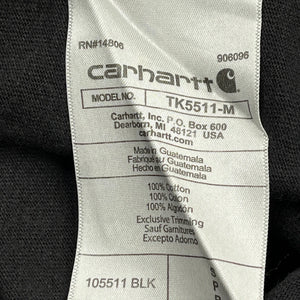 RN#14806
906096
carhartt
MODEL NO. TK5511-M
Carhartt, Inc. P.O. Box 600
Dearborn, MI 48121 USA
carhartt.com
Made in Guatemala
Fabriqué sur Guatemala
Hecho en Guatemala
100% Cotton
100% Coton
100% Algodón
Exclusive Trimming
Sauf Garnitures
Excepto Adorno
105511 BLK
S
P
P